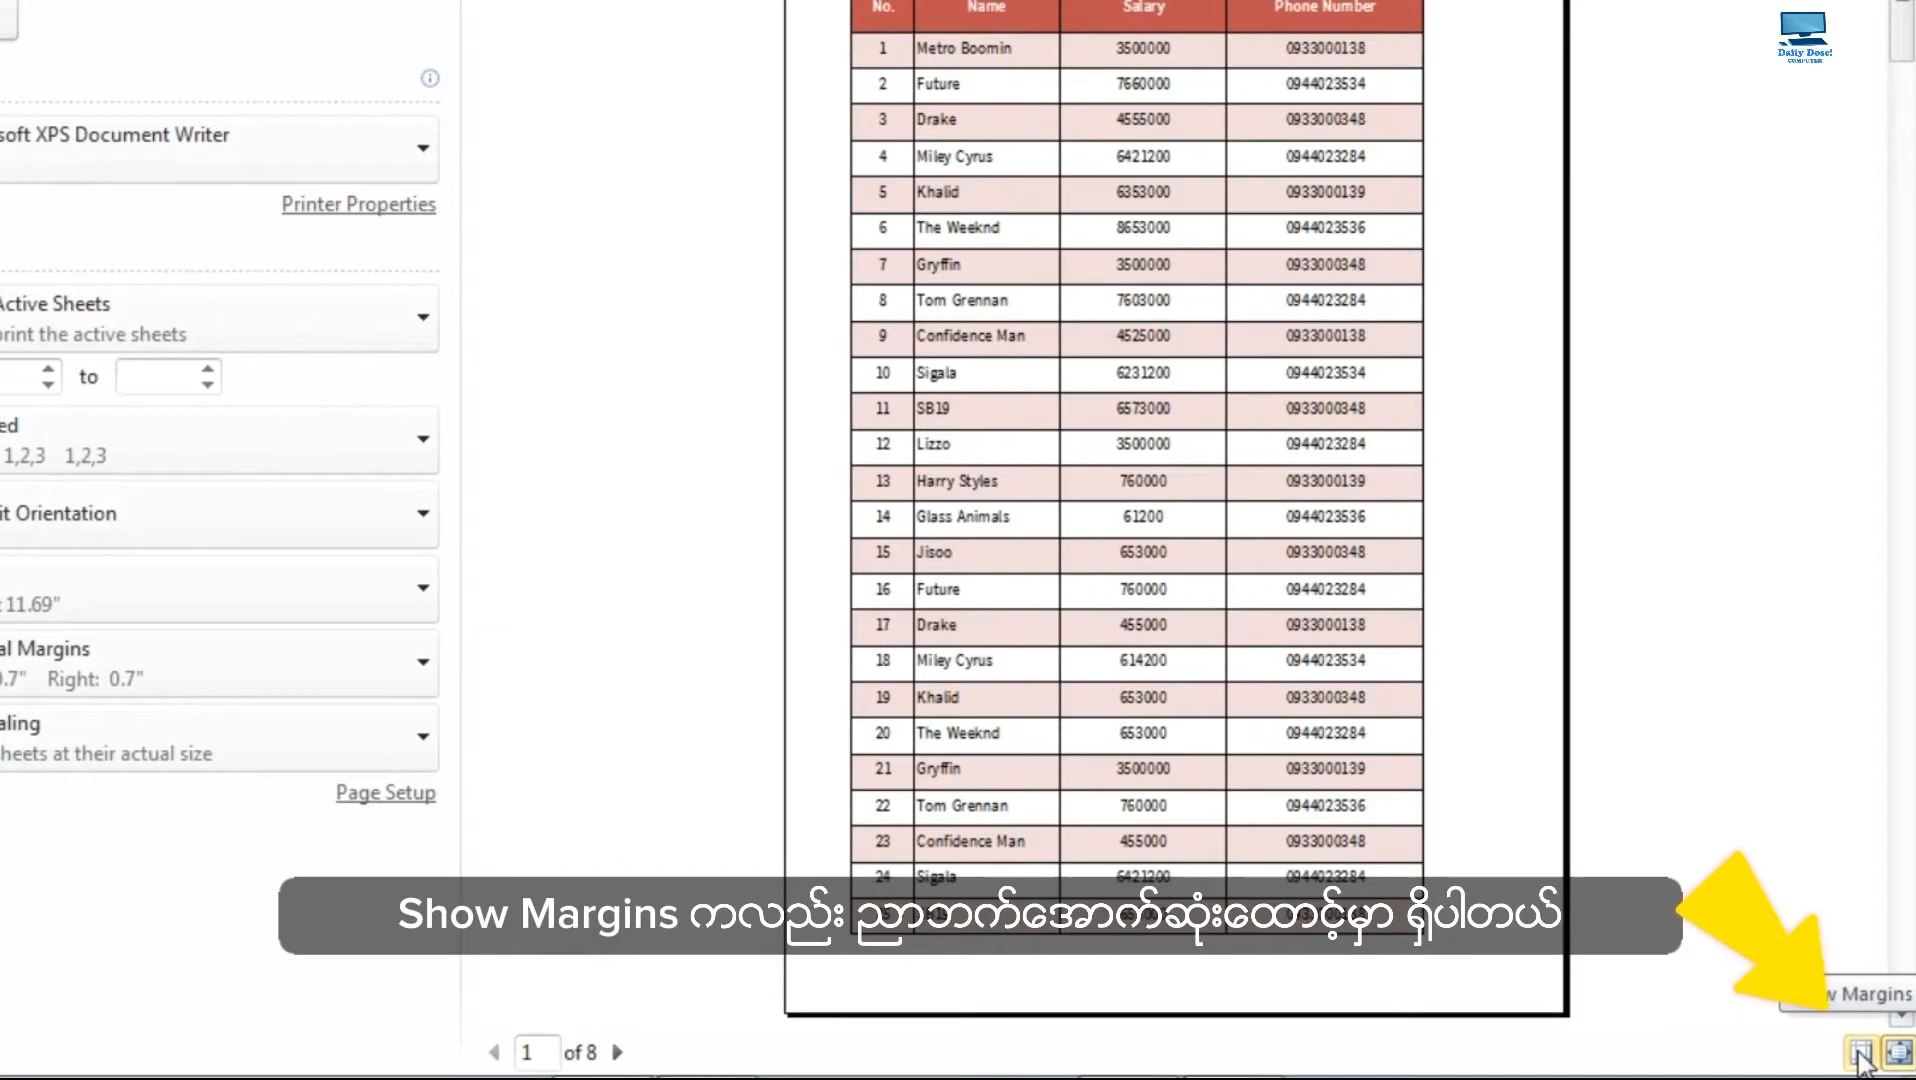 No. Name Salary Phone Number
1 Metro Boomin 3500000 0933000138
2 Future 7660000 0944023534
3 Drake 4555000 0933000348
4 Miley Cyrus 6421200 0944023284
5 Khalid 6353000 0933000139
6 The Weeknd 8653000 0944023536
7 Gryffin 3500000 0933000348
8 Tom Grennan 7603000 0944023284
9 Confidence Man 4525000 0933000138
10 Sigala 6231200 0944023534
11 SB19 6573000 0933000348
12 Lizzo 3500000 0944023284
13 Harry Styles 760000 0933000139
14 Glass Animals 61200 0944023536
15 Jisoo 653000 0933000348
16 Future 760000 0944023284
17 Drake 455000 0933000138
18 Miley Cyrus 614200 0944023534
19 Khalid 653000 0933000348
20 The Weeknd 653000 0944023284
21 Gryffin 3500000 0933000139
22 Tom Grennan 760000 0944023536
23 Confidence Man 455000 0933000348
24 Sigala 6421200 0944023284
Daily Dose!
COMPUTER
soft XPS Document Writer
Printer Properties
Active Sheets
print the active sheets
to
ed
1,2,3 1,2,3
it Orientation
11.69"
al Margins
0.7" Right: 0.7"
aling
heets at their actual size
Page Setup
Show Margins ကလည်း ညာဘက်အောက်ဆုံးထောင့်မှာ ရှိပါတယ်
w Margins
1 of 8